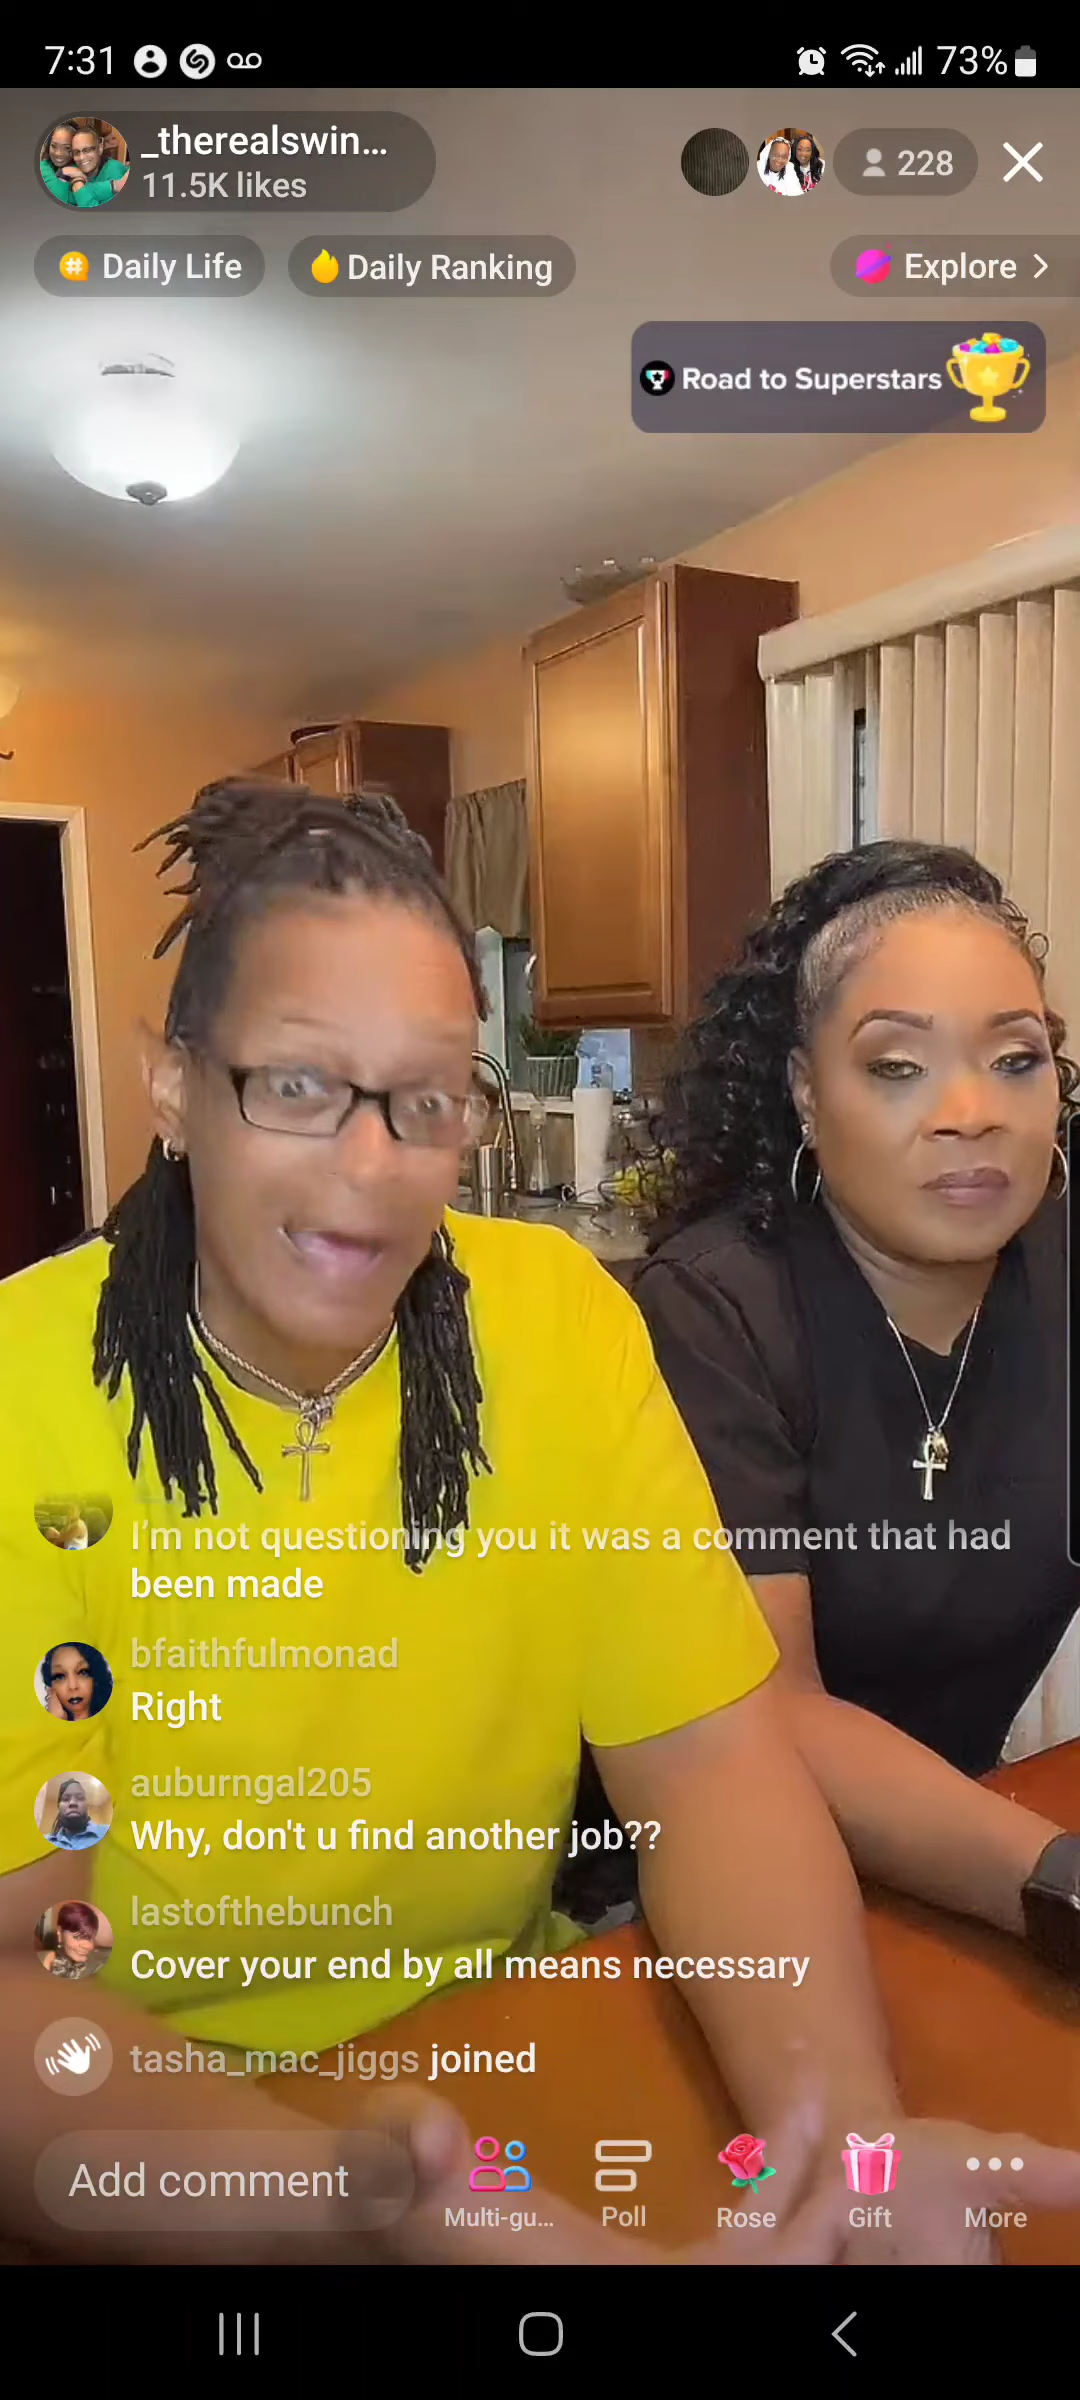 7:31
73%
_therealswin...
11.5K likes
228
Daily Life
Daily Ranking
Explore
Road to Superstars
I'm not questioning you it was a comment that had
been made
bfaithfulmonad
Right
auburngal205
Why, don't u find another job??
lastofthebunch
Cover your end by all means necessary
tasha_mac_jiggs joined
Add comment
Multi-gu...
Poll
Rose
Gift
More